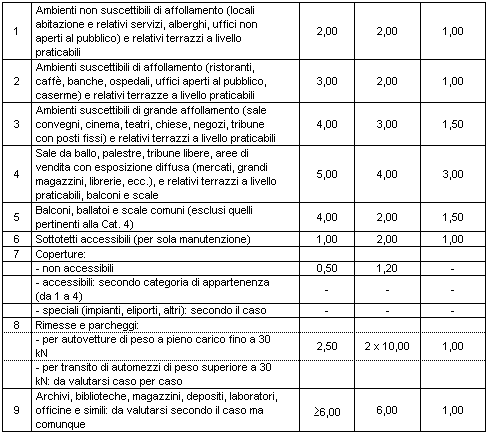 Ambienti non suscettibili di affollamento (locali
abitazione e relativi servizi, alberghi, uffici non
1 aperti al pubblico) e relativi terrazzi a livello 2,00 2,00 1,00
praticabili
Ambienti suscettibili di affollamento (ristoranti,
2 caffè, banche, ospedali, uffici aperti al pubblico, 3,00 2,00 1,00
caserme) e relativi terrazze a livello praticabili
Ambienti suscettibili di grande affollamento (sale
3 convegni, cinema, teatri, chiese, negozi, tribune 4,00 3,00 1,50
con posti fissi) e relativi terrazzi a livello praticabili
Sale da ballo, palestre, tribune libere, aree di
vendita con esposizione diffusa (mercati, grandi
4 magazzini, librerie, ecc.), e relativi terrazzi a livello 5,00 4,00 3,00
praticabili, balconi e scale
5 Balconi, ballatoi e scale comuni (esclusi quelli 4,00 2,00 1,50
pertinenti alla Cat. 4)
6 Sottotetti accessibili (per sola manutenzione) 1,00 2,00 1,00
7 Coperture:
- non accessibili 0,50 1,20 -
- accessibili: secondo categoria di appartenenza - - -
(da 1 a 4)
- speciali (impianti, eliporti, altri): secondo il caso - - -
8 Rimesse e parcheggi:
- per autovetture di peso a pieno carico fino a 30 2,50 2 x 10,00 1,00
kN
- per transito di automezzi di peso superiore a 30
kN: da valutarsi caso per caso
Archivi, biblioteche, magazzini, depositi, laboratori,
9 officine e simili: da valutarsi secondo il caso ma ≥6,00 6,00 1,00
comunque